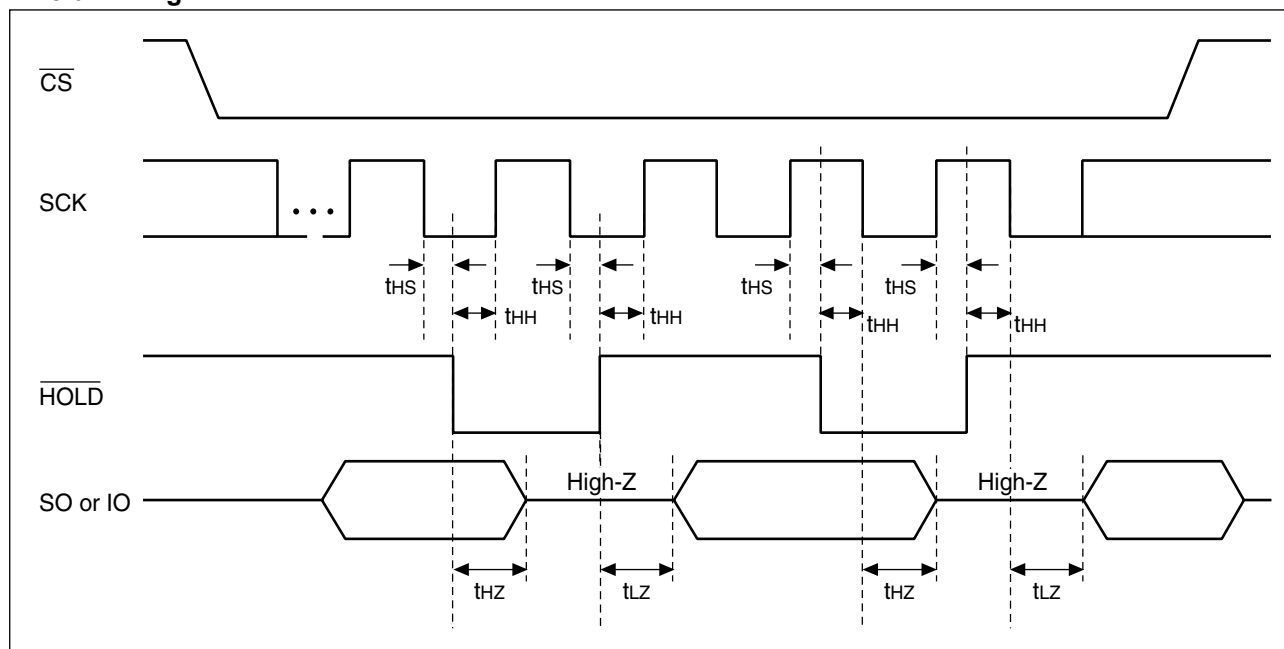 CS
SCK
...
tHS tHS tHS tHS
tHH tHH tHH tHH
HOLD
High-Z High-Z
SO or IO
tHZ tLZ tHZ tLZ